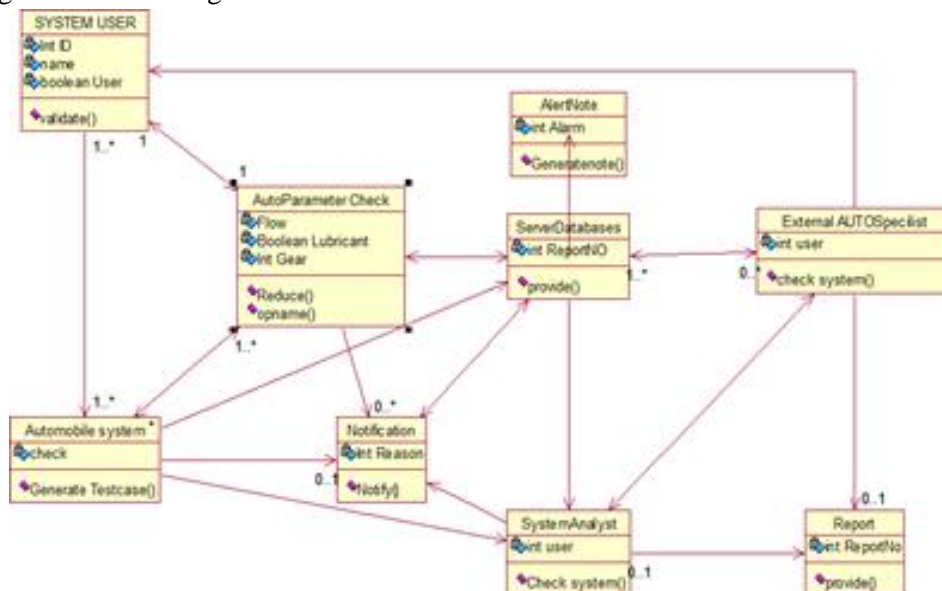 SYSTEM USER
int ID
name
boolean User
validate()
1..*
1
1
AlertNote
int Alarm
Generatenote()
AutoParameter Check
Flow
Boolean Lubricant
Int Gear
Reduce()
opname()
1..*
ServerDatabases
int ReportNO
provide()
1..*
0..*
External AUTOSpecilist
int user
check system()
1..*
0..*
Automobile system *
check
Generate Testcase()
0..1
Notification
int Reason
Notify()
SystemAnalyst
int user
Check system()
0..1
0..1
Report
int ReportNo
provide()